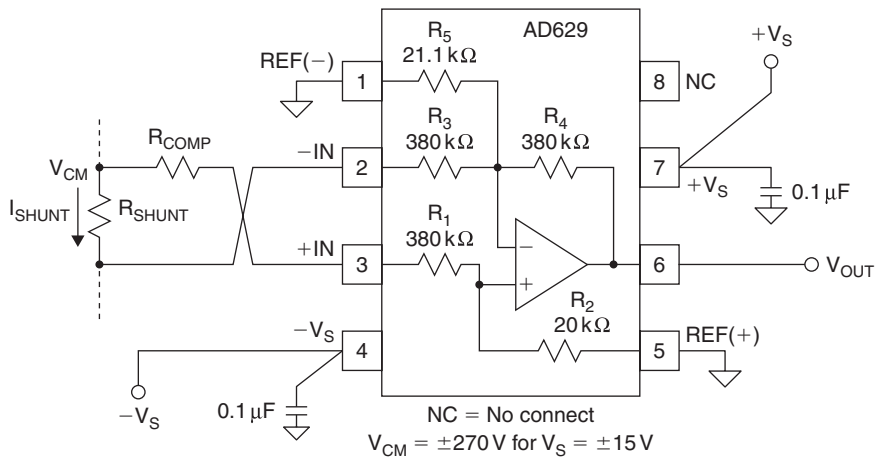 R5
21.1 kΩ
AD629
+VS
REF(−)
1
8
NC
RCOMP
R3
380 kΩ
R4
380 kΩ
VCM
−IN
2
7
+VS
0.1 μF
ISHUNT
RSHUNT
R1
380 kΩ
+IN
3
−
+
6
VOUT
R2
20 kΩ
−VS
4
5
REF(+)
−VS
0.1 μF
NC = No connect
VCM = ±270 V for VS = ±15 V